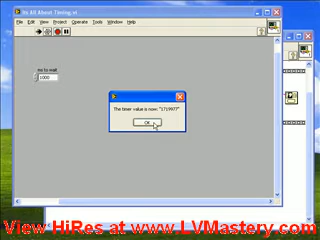 Its All About Timing.vi
File Edit View Project Operate Tools Window Help
ms to wait
1000
The timer value is now: "1719977"
OK
View HiRes at www.LVMastery.com